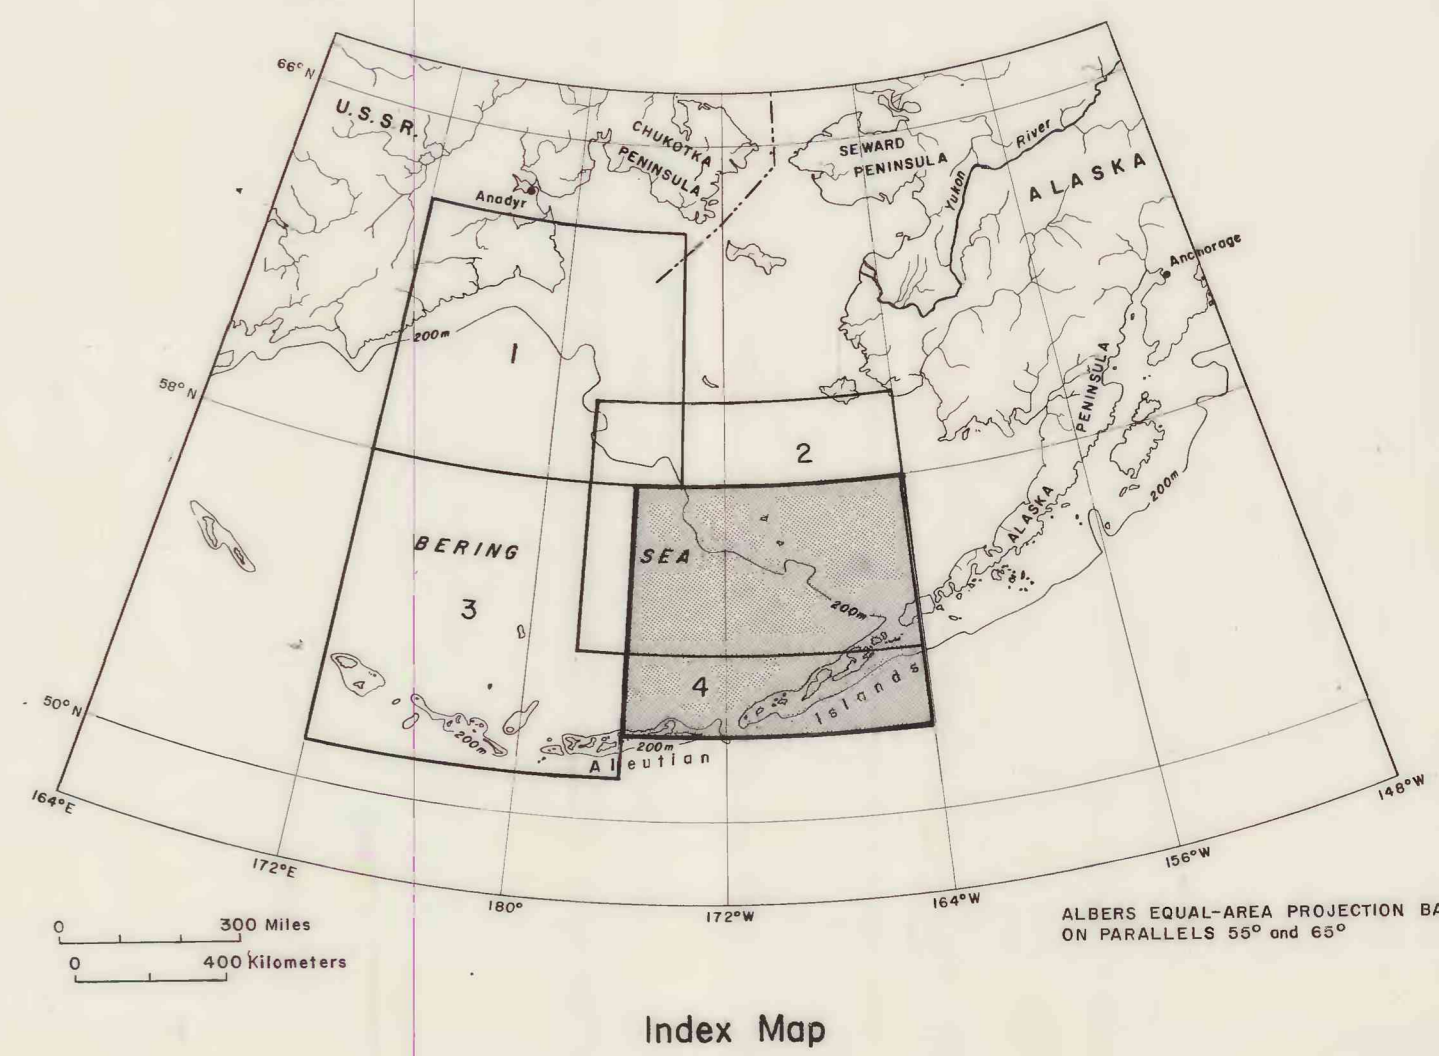 66° N
U.S.S.R.
CHUKOTKA
PENINSULA
SEWARD
PENINSULA
Yukon
River
ALASKA
Anadyr
Anchorage
200m
1
58° N
2
PENINSULA
ALASKA
200m
BERING
SEA
3
200m
4
Islands
50° N
200m
200m
Aleutian
164°E
172°E
180°
172°W
164°W
156°W
148°W
0 300 Miles
0 400 Kilometers
ALBERS EQUAL-AREA PROJECTION BA
ON PARALLELS 55° and 65°
Index Map